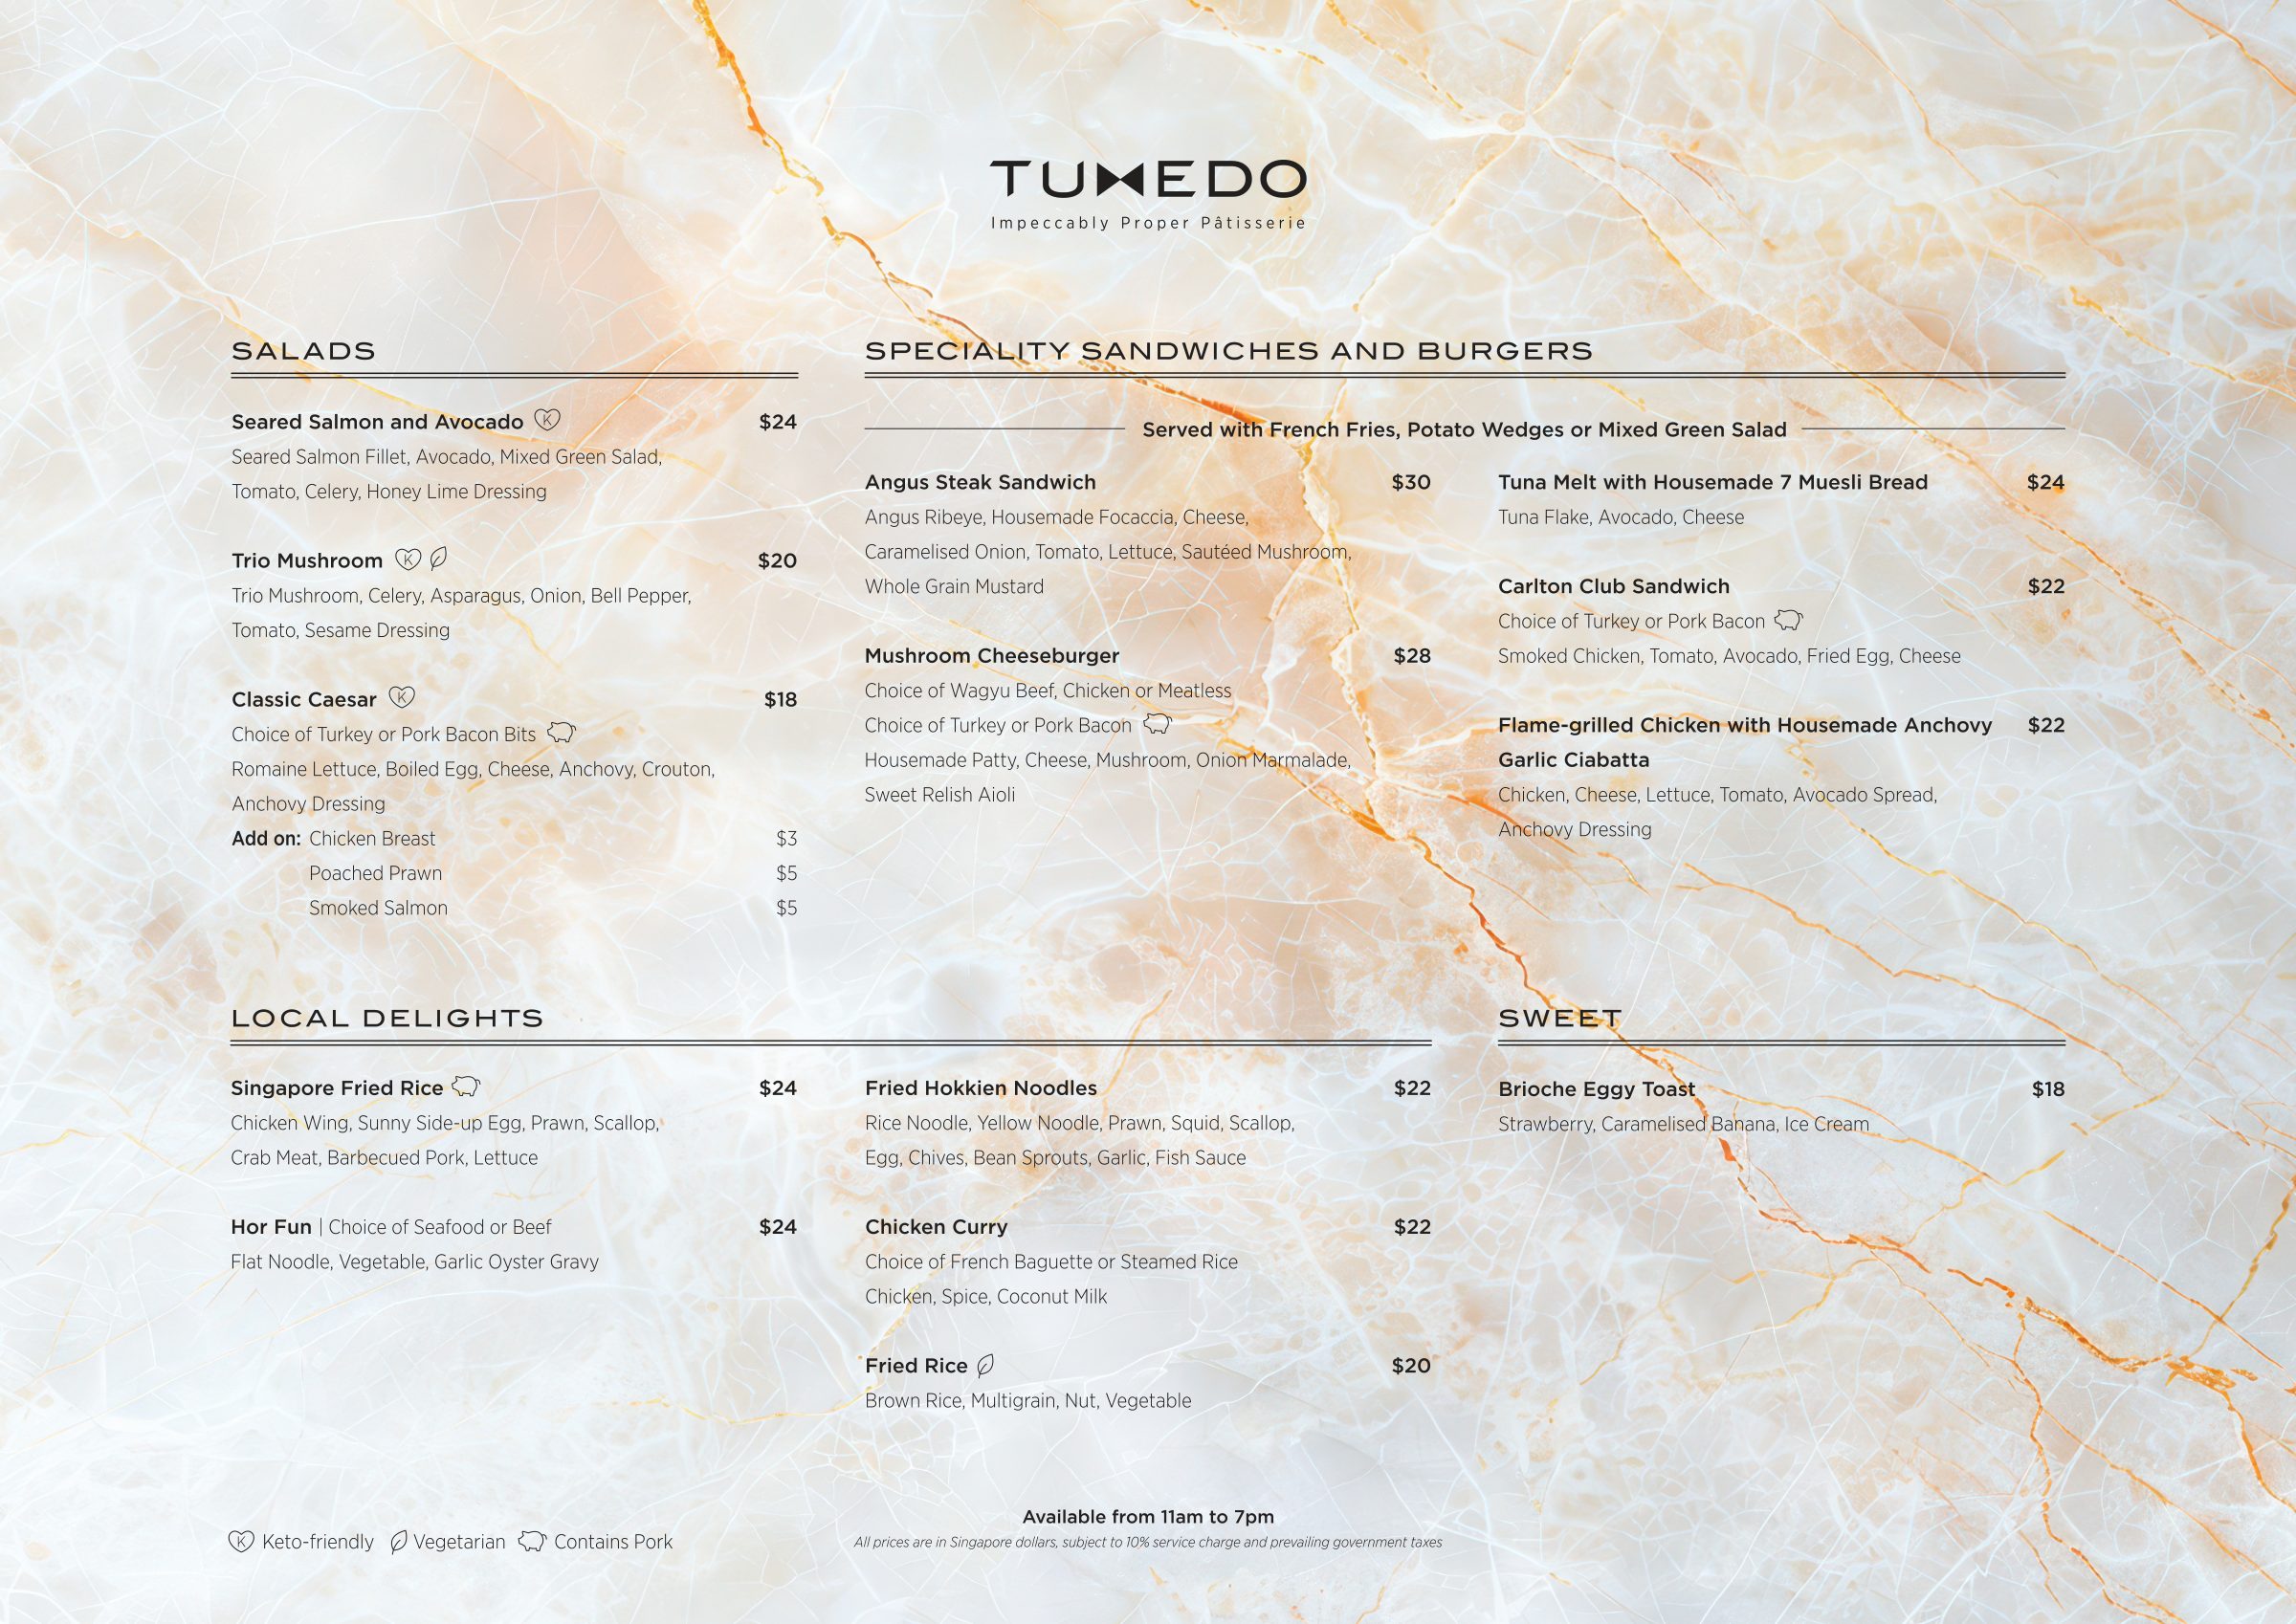 TUXEDO
Impeccably Proper Pâtisserie
SALADS
Seared Salmon and Avocado K $24
Seared Salmon Fillet, Avocado, Mixed Green Salad,
Tomato, Celery, Honey Lime Dressing
Trio Mushroom K $20
Trio Mushroom, Celery, Asparagus, Onion, Bell Pepper,
Tomato, Sesame Dressing
Classic Caesar K $18
Choice of Turkey or Pork Bacon Bits
Romaine Lettuce, Boiled Egg, Cheese, Anchovy, Crouton,
Anchovy Dressing
Add on: Chicken Breast $3
Poached Prawn $5
Smoked Salmon $5
SPECIALITY SANDWICHES AND BURGERS
Served with French Fries, Potato Wedges or Mixed Green Salad
Angus Steak Sandwich $30
Angus Ribeye, Housemade Focaccia, Cheese,
Caramelised Onion, Tomato, Lettuce, Sautéed Mushroom,
Whole Grain Mustard
Mushroom Cheeseburger $28
Choice of Wagyu Beef, Chicken or Meatless
Choice of Turkey or Pork Bacon
Housemade Patty, Cheese, Mushroom, Onion Marmalade,
Sweet Relish Aioli
Tuna Melt with Housemade 7 Muesli Bread $24
Tuna Flake, Avocado, Cheese
Carlton Club Sandwich $22
Choice of Turkey or Pork Bacon
Smoked Chicken, Tomato, Avocado, Fried Egg, Cheese
Flame-grilled Chicken with Housemade Anchovy $22
Garlic Ciabatta
Chicken, Cheese, Lettuce, Tomato, Avocado Spread,
Anchovy Dressing
LOCAL DELIGHTS
Singapore Fried Rice $24
Chicken Wing, Sunny Side-up Egg, Prawn, Scallop,
Crab Meat, Barbecued Pork, Lettuce
Hor Fun | Choice of Seafood or Beef $24
Flat Noodle, Vegetable, Garlic Oyster Gravy
Fried Hokkien Noodles $22
Rice Noodle, Yellow Noodle, Prawn, Squid, Scallop,
Egg, Chives, Bean Sprouts, Garlic, Fish Sauce
Chicken Curry $22
Choice of French Baguette or Steamed Rice
Chicken, Spice, Coconut Milk
Fried Rice $20
Brown Rice, Multigrain, Nut, Vegetable
SWEET
Brioche Eggy Toast $18
Strawberry, Caramelised Banana, Ice Cream
K Keto-friendly Vegetarian Contains Pork
Available from 11am to 7pm
All prices are in Singapore dollars, subject to 10% service charge and prevailing government taxes